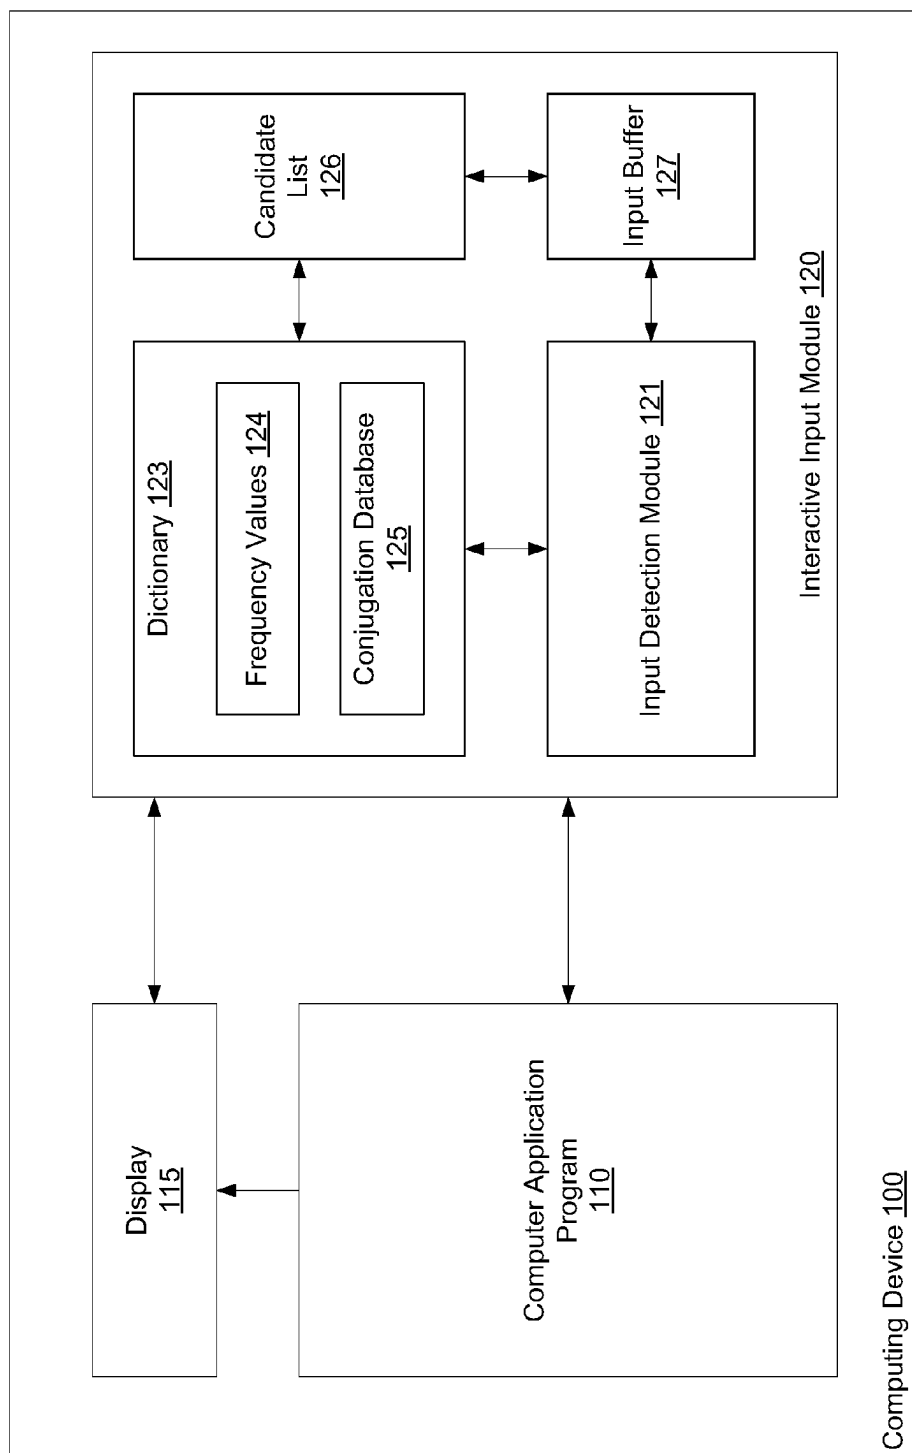 Display
115
Computer Application
Program
110
Dictionary 123
Frequency Values 124
Conjugation Database
125
Candidate
List
126
Input Detection Module 121
Input Buffer
127
Interactive Input Module 120
Computing Device 100